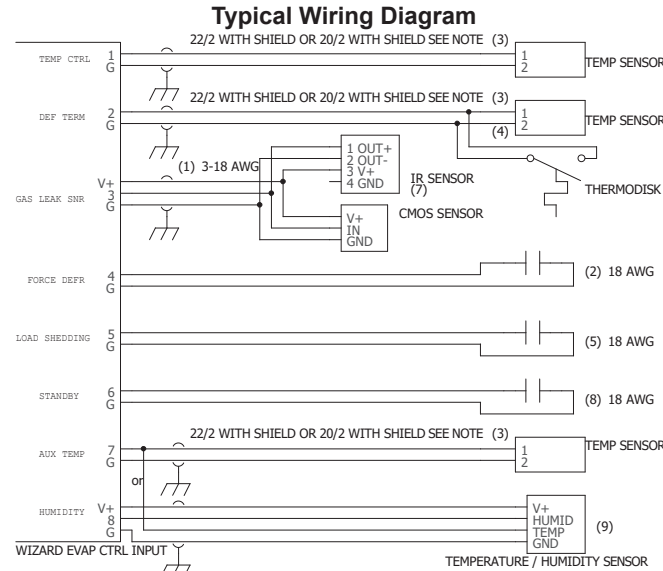 Typical Wiring Diagram
22/2 WITH SHIELD OR 20/2 WITH SHIELD SEE NOTE (3)
TEMP CTRL 1
G
1
2
TEMP SENSOR
22/2 WITH SHIELD OR 20/2 WITH SHIELD SEE NOTE (3)
DEF TERM 2
G
(4)
1
2
TEMP SENSOR
(1) 3-18 AWG
1 OUT+
2 OUT-
3 V+
4 GND
IR SENSOR
(7)
THERMODISK
GAS LEAK SNR
V+
3
G
V+
IN
GND
CMOS SENSOR
FORCE DEFR 4
G
(2) 18 AWG
LOAD SHEDDING 5
G
(5) 18 AWG
STANDBY 6
G
(8) 18 AWG
22/2 WITH SHIELD OR 20/2 WITH SHIELD SEE NOTE (3)
AUX TEMP 7
G
1
2
TEMP SENSOR
or
HUMIDITY
V+
8
G
V+
HUMID
TEMP
GND
(9)
WIZARD EVAP CTRL INPUT
TEMPERATURE / HUMIDITY SENSOR